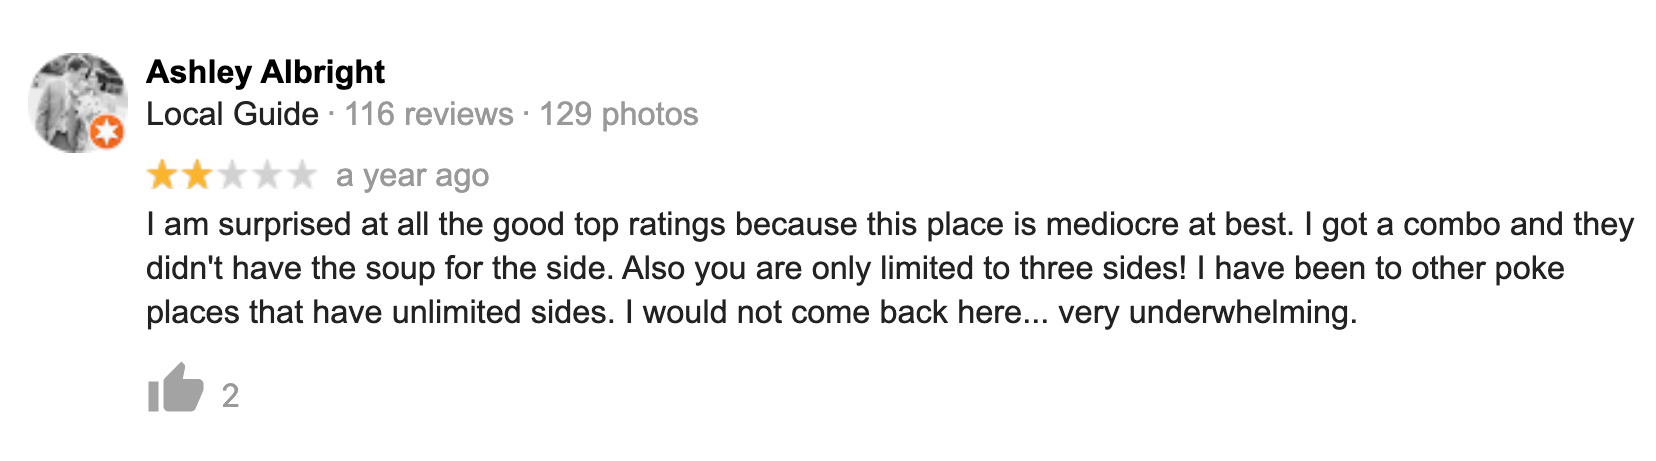 Ashley Albright
Local Guide · 116 reviews · 129 photos
a year ago
I am surprised at all the good top ratings because this place is mediocre at best. I got a combo and they
didn't have the soup for the side. Also you are only limited to three sides! I have been to other poke
places that have unlimited sides. I would not come back here... very underwhelming.
2